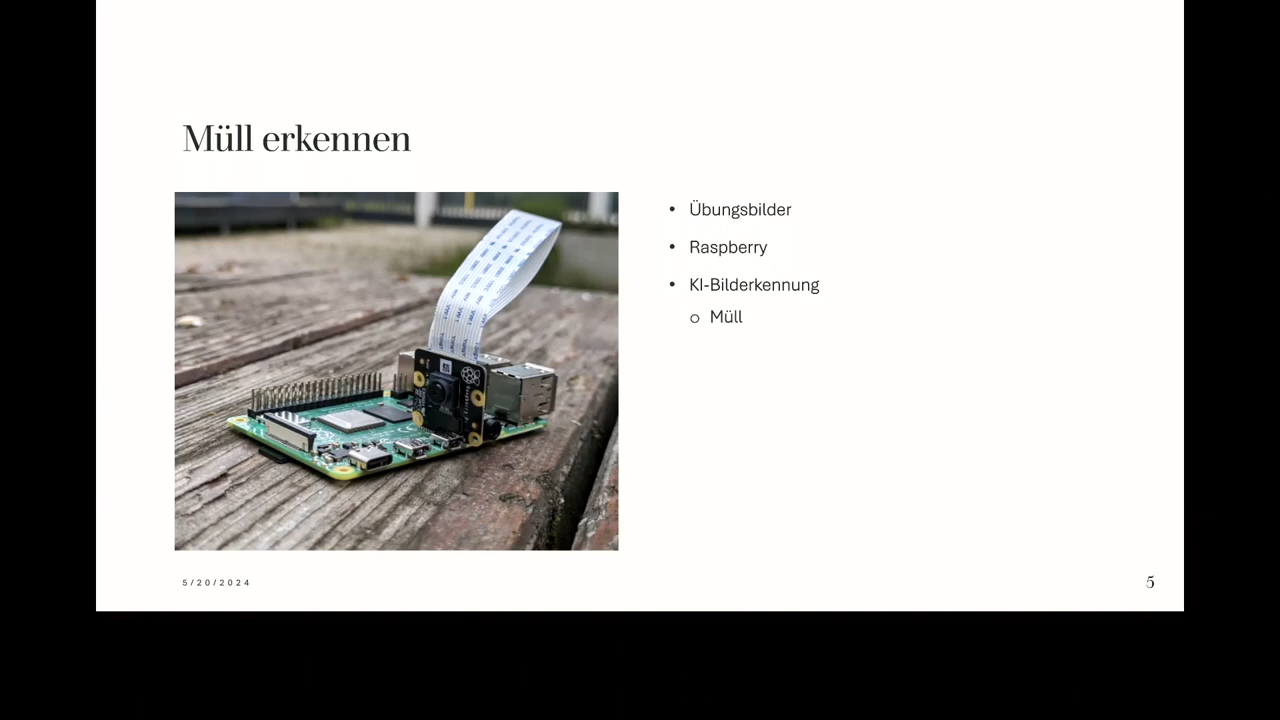 Müll erkennen
• Übungsbilder
• Raspberry
• KI-Bilderkennung
o Müll
5/20/2024
5